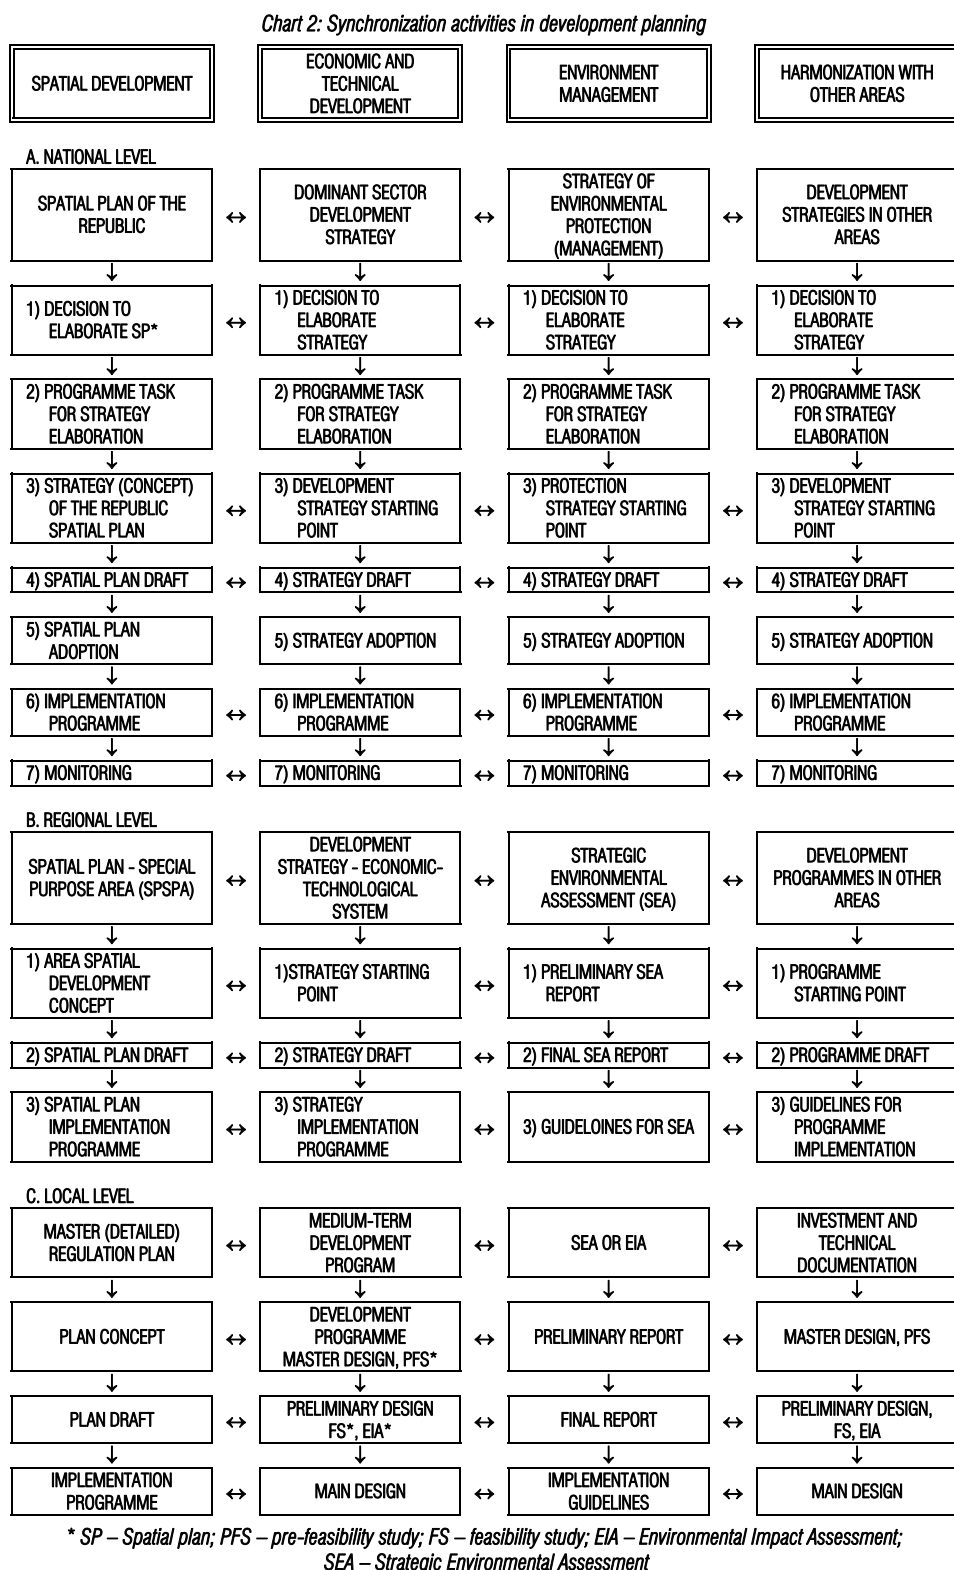 Chart 2: Synchronization activities in development planning
SPATIAL DEVELOPMENT
ECONOMIC AND
TECHNICAL
DEVELOPMENT
ENVIRONMENT
MANAGEMENT
HARMONIZATION WITH
OTHER AREAS
A. NATIONAL LEVEL
SPATIAL PLAN OF THE
REPUBLIC
↔
DOMINANT SECTOR
DEVELOPMENT
STRATEGY
↔
STRATEGY OF
ENVIRONMENTAL
PROTECTION
(MANAGEMENT)
↔
DEVELOPMENT
STRATEGIES IN OTHER
AREAS
↓ ↓ ↓ ↓
1) DECISION TO
ELABORATE SP*
↔
1) DECISION TO
ELABORATE
STRATEGY
↔
1) DECISION TO
ELABORATE
STRATEGY
↔
1) DECISION TO
ELABORATE
STRATEGY
↓ ↓ ↓ ↓
2) PROGRAMME TASK
FOR STRATEGY
ELABORATION
2) PROGRAMME TASK
FOR STRATEGY
ELABORATION
2) PROGRAMME TASK
FOR STRATEGY
ELABORATION
2) PROGRAMME TASK
FOR STRATEGY
ELABORATION
↓ ↓ ↓ ↓
3) STRATEGY (CONCEPT)
OF THE REPUBLIC
SPATIAL PLAN
↔
3) DEVELOPMENT
STRATEGY STARTING
POINT
↔
3) PROTECTION
STRATEGY STARTING
POINT
↔
3) DEVELOPMENT
STRATEGY STARTING
POINT
↓ ↓ ↓ ↓
4) SPATIAL PLAN DRAFT
↔
4) STRATEGY DRAFT
↔
4) STRATEGY DRAFT
↔
4) STRATEGY DRAFT
↓ ↓ ↓ ↓
5) SPATIAL PLAN
ADOPTION
5) STRATEGY ADOPTION
5) STRATEGY ADOPTION
5) STRATEGY ADOPTION
↓ ↓ ↓ ↓
6) IMPLEMENTATION
PROGRAMME
↔
6) IMPLEMENTATION
PROGRAMME
↔
6) IMPLEMENTATION
PROGRAMME
↔
6) IMPLEMENTATION
PROGRAMME
↓ ↓ ↓ ↓
7) MONITORING
↔
7) MONITORING
↔
7) MONITORING
↔
7) MONITORING
B. REGIONAL LEVEL
SPATIAL PLAN - SPECIAL
PURPOSE AREA (SPSPA)
↔
DEVELOPMENT
STRATEGY - ECONOMIC-
TECHNOLOGICAL
SYSTEM
↔
STRATEGIC
ENVIRONMENTAL
ASSESSMENT (SEA)
↔
DEVELOPMENT
PROGRAMMES IN OTHER
AREAS
↓ ↓ ↓ ↓
1) AREA SPATIAL
DEVELOPMENT
CONCEPT
↔
1)STRATEGY STARTING
POINT
↔
1) PRELIMINARY SEA
REPORT
↔
1) PROGRAMME
STARTING POINT
↓ ↓ ↓ ↓
2) SPATIAL PLAN DRAFT
↔
2) STRATEGY DRAFT
↔
2) FINAL SEA REPORT
↔
2) PROGRAMME DRAFT
↓ ↓ ↓ ↓
3) SPATIAL PLAN
IMPLEMENTATION
PROGRAMME
↔
3) STRATEGY
IMPLEMENTATION
PROGRAMME
↔
3) GUIDELOINES FOR SEA
↔
3) GUIDELINES FOR
PROGRAMME
IMPLEMENTATION
C. LOCAL LEVEL
MASTER (DETAILED)
REGULATION PLAN
↔
MEDIUM-TERM
DEVELOPMENT
PROGRAM
↔
SEA OR EIA
↔
INVESTMENT AND
TECHNICAL
DOCUMENTATION
↓ ↓ ↓ ↓
PLAN CONCEPT
↔
DEVELOPMENT
PROGRAMME
MASTER DESIGN, PFS*
↔
PRELIMINARY REPORT
↔
MASTER DESIGN, PFS
↓ ↓ ↓ ↓
PLAN DRAFT
↔
PRELIMINARY DESIGN
FS*, EIA*
↔
FINAL REPORT
↔
PRELIMINARY DESIGN,
FS, EIA
↓ ↓ ↓ ↓
IMPLEMENTATION
PROGRAMME
↔
MAIN DESIGN
↔
IMPLEMENTATION
GUIDELINES
↔
MAIN DESIGN
* SP – Spatial plan; PFS – pre-feasibility study; FS – feasibility study; EIA – Environmental Impact Assessment;
SEA – Strategic Environmental Assessment